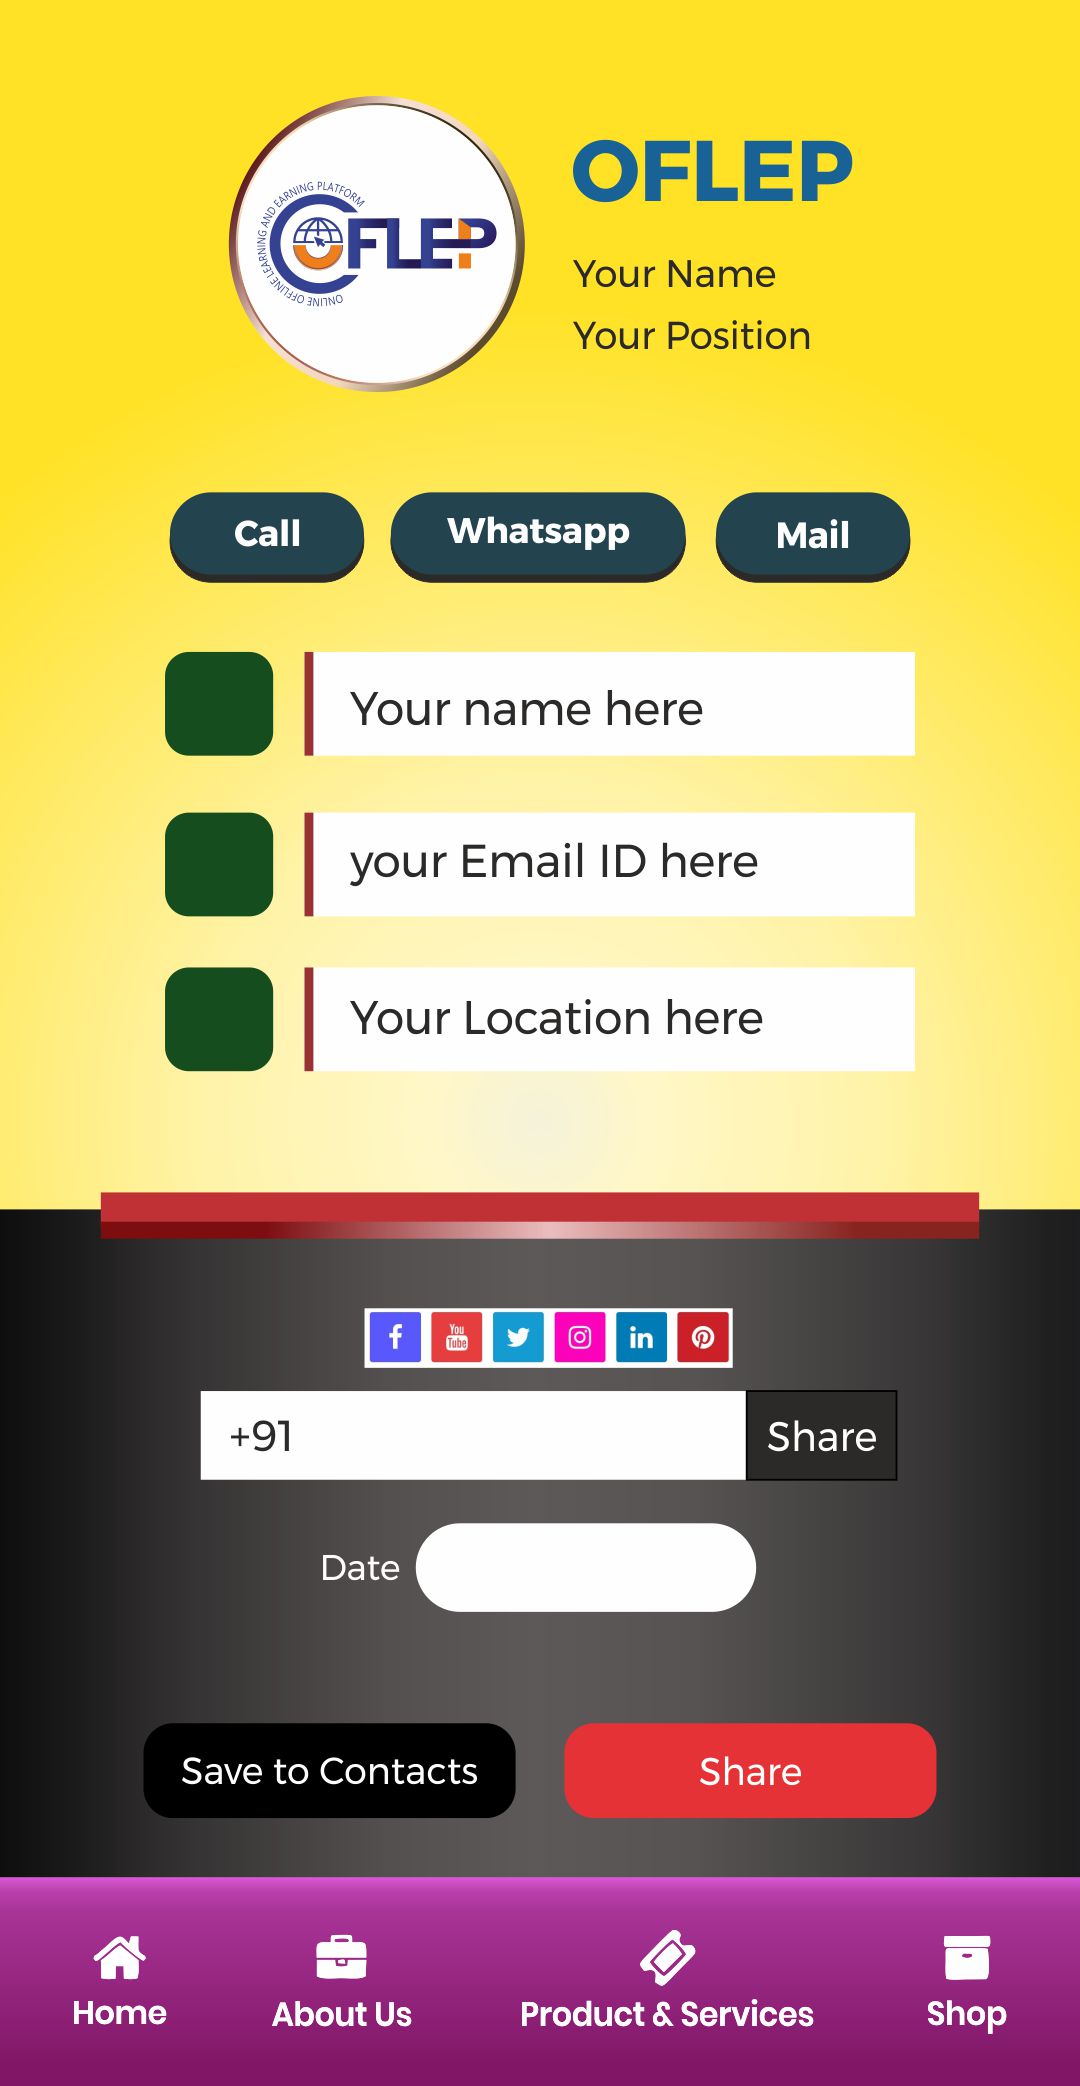 ONLINE OFFLINE LEARNING AND EARNING PLATFORM
OFLEP
OFLEP
Your Name
Your Position
Call
Whatsapp
Mail
Your name here
your Email ID here
Your Location here
f
You
Tube
in
+91
Share
Date
Save to Contacts
Share
Home
About Us
Product & Services
Shop